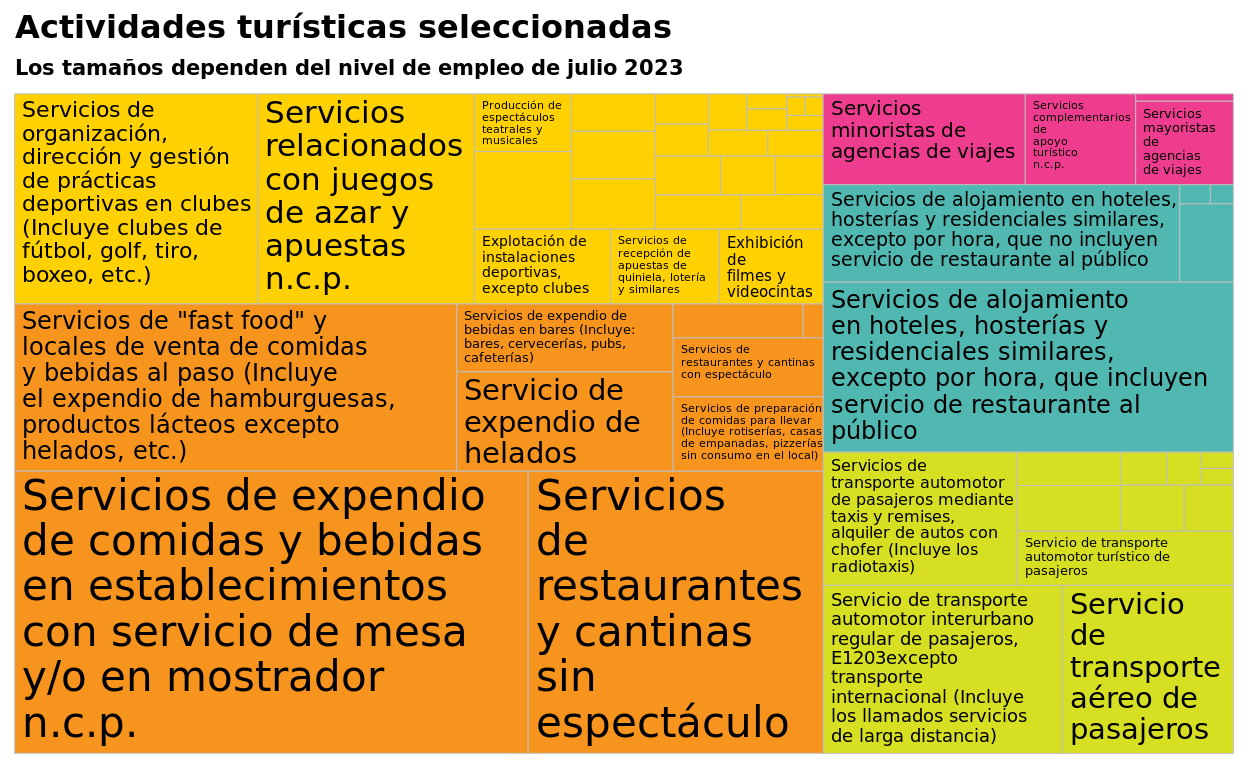 Actividades turísticas seleccionadas
Los tamaños dependen del nivel de empleo de julio 2023
Servicios de
organización,
dirección y gestión
de prácticas
deportivas en clubes
(Incluye clubes de
fútbol, golf, tiro,
boxeo, etc.)
Servicios
relacionados
con juegos
de azar y
apuestas
n.c.p.
Producción de
espectáculos
teatrales y
musicales
Explotación de
instalaciones
deportivas,
excepto clubes
Servicios de
recepción de
apuestas de
quiniela, lotería
y similares
Exhibición
de
filmes y
videocintas
Servicios
minoristas de
agencias de viajes
Servicios
complementarios
de
apoyo
turístico
n.c.p.
Servicios
mayoristas
de
agencias
de viajes
Servicios de alojamiento en hoteles,
hosterías y residenciales similares,
excepto por hora, que no incluyen
servicio de restaurante al público
Servicios de alojamiento
en hoteles, hosterías y
residenciales similares,
excepto por hora, que incluyen
servicio de restaurante al
público
Servicios de "fast food" y
locales de venta de comidas
y bebidas al paso (Incluye
el expendio de hamburguesas,
productos lácteos excepto
helados, etc.)
Servicios de expendio de
bebidas en bares (Incluye:
bares, cervecerías, pubs,
cafeterías)
Servicio de
expendio de
helados
Servicios de
restaurantes y cantinas
con espectáculo
Servicios de preparación
de comidas para llevar
(Incluye rotiserías, casas
de empanadas, pizzerías
sin consumo en el local)
Servicios de expendio
de comidas y bebidas
en establecimientos
con servicio de mesa
y/o en mostrador
n.c.p.
Servicios
de
restaurantes
y cantinas
sin
espectáculo
Servicios de
transporte automotor
de pasajeros mediante
taxis y remises,
alquiler de autos con
chofer (Incluye los
radiotaxis)
Servicio de transporte
automotor turístico de
pasajeros
Servicio de transporte
automotor interurbano
regular de pasajeros,
E1203excepto
transporte
internacional (Incluye
los llamados servicios
de larga distancia)
Servicio
de
transporte
aéreo de
pasajeros